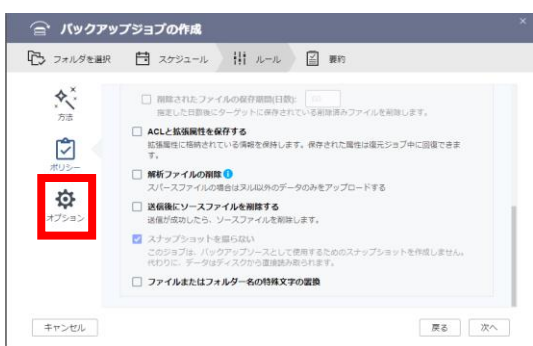 バックアップジョブの作成
フォルダを選択 スケジュール ルール 要約
方法
ポリシー
オプション
削除されたファイルの保存期間(日数):
指定した日数後にターゲットに保存されている削除済みファイルを削除します。
ACLと拡張属性を保存する
拡張属性に格納されている情報を保持します。保存された属性は復元ジョブ中に回復できま
す。
解析ファイルの削除
スパースファイルの場合はヌル以外のデータのみをアップロードする
送信後にソースファイルを削除する
送信が成功したら、ソースファイルを削除します。
スナップショットを撮らない
このジョブは、バックアップソースとして使用するためのスナップショットを作成しません。
代わりに、データはディスクから直接読み取られます。
ファイルまたはフォルダー名の特殊文字の置換
キャンセル 戻る 次へ